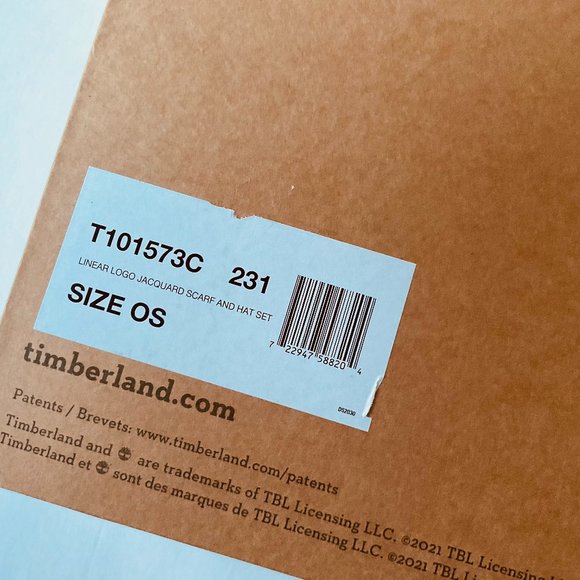 T101573C 231
LINEAR LOGO JACQUARD SCARF AND HAT SET
SIZE OS
7 22947 58820 4
DS2030
timberland.com
Patents / Brevets: www.timberland.com/patents
Timberland and are trademarks of TBL Licensing LLC. ©2021 TBL Licensing
Timberland et sont des marques de TBL Licensing LLC. ©2021 TBL